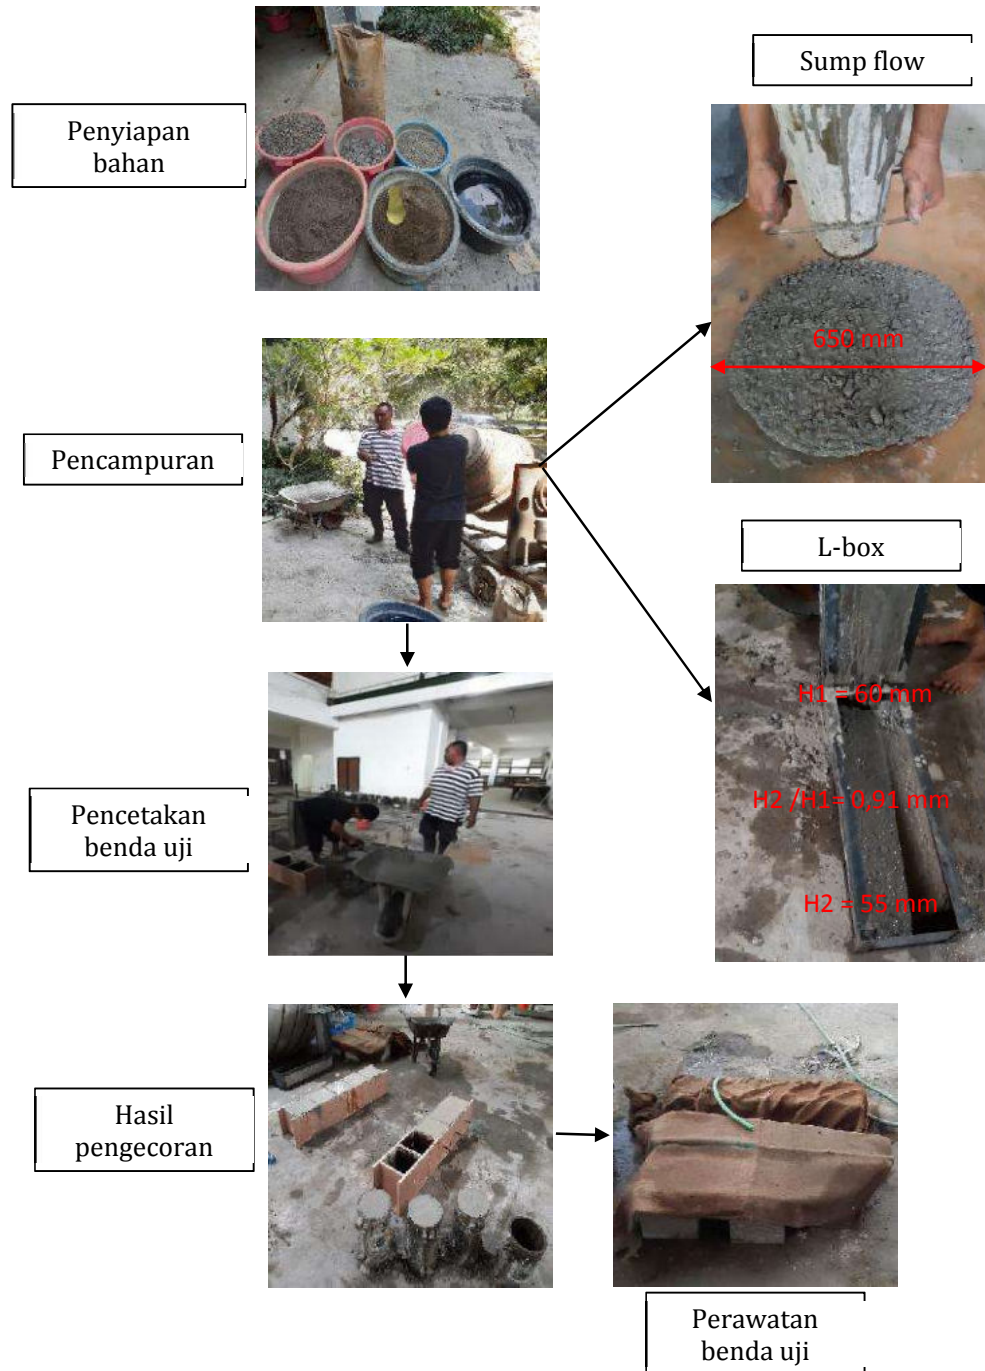 Sump flow
Penyiapan
bahan
650 mm
Pencampuran
L-box
H1 = 60 mm
H2 /H1= 0,91 mm
H2 = 55 mm
Pencetakan
benda uji
Hasil
pengecoran
Perawatan
benda uji